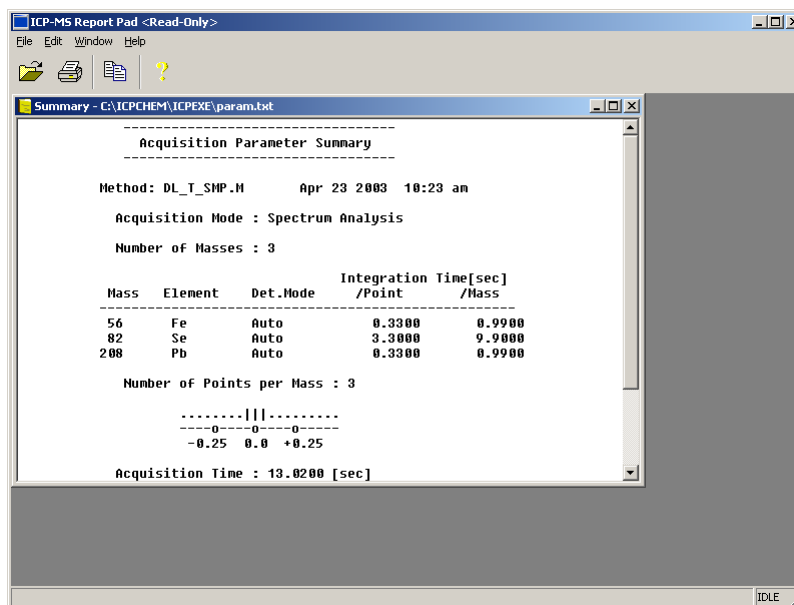 ICP-MS Report Pad <Read-Only>
File Edit Window Help
Summary - C:\ICPCHEM\ICPEXE\param.txt
----------------------------------
Acquisition Parameter Summary
----------------------------------
Method: DL_T_SMP.M Apr 23 2003 10:23 am
Acquisition Mode : Spectrum Analysis
Number of Masses : 3
Integration Time[sec]
Mass Element Det.Mode /Point /Mass
----------------------------------------------------
56 Fe Auto 0.3300 0.9900
82 Se Auto 3.3000 9.9000
208 Pb Auto 0.3300 0.9900
Number of Points per Mass : 3
........|||.........
----o----o----o-----
-0.25 0.0 +0.25
Acquisition Time : 13.0200 [sec]
IDLE